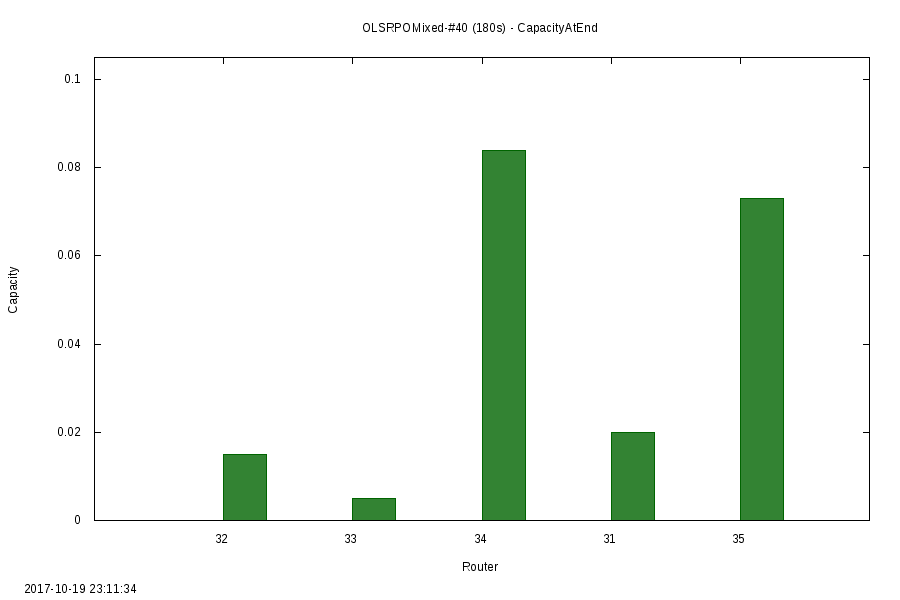 OLSRPOMixed-#40 (180s) - CapacityAtEnd
0.1
0.08
0.06
0.04
0.02
0
Capacity
32 33 34 31 35
Router
2017-10-19 23:11:34